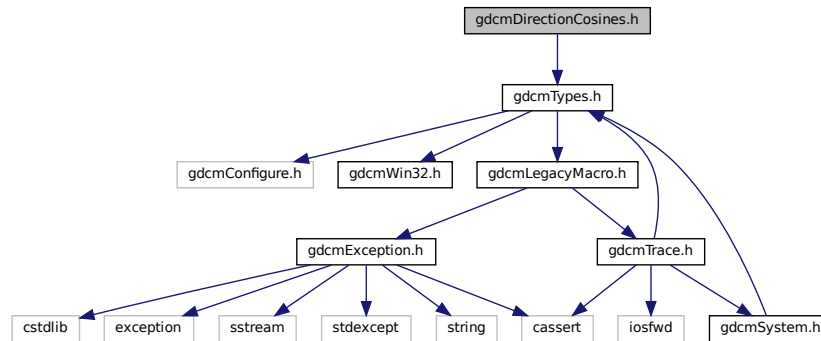 gdcmDirectionCosines.h
gdcmTypes.h
gdcmConfigure.h
gdcmWin32.h
gdcmLegacyMacro.h
gdcmException.h
gdcmTrace.h
cstdlib
exception
sstream
stdexcept
string
cassert
iosfwd
gdcmSystem.h